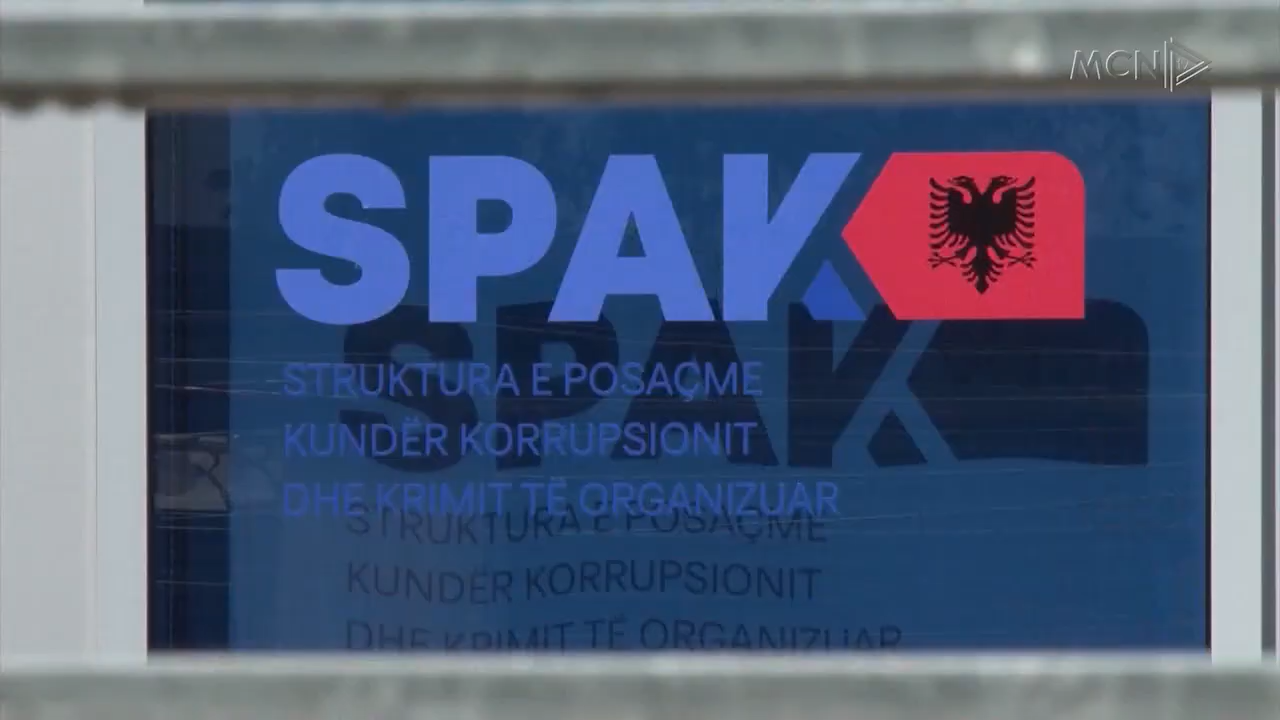 MCN
SPAK
STRUKTURA E POSAÇME
KUNDËR KORRUPSIONIT
DHE KRIMIT TË ORGANIZUAR
SPAK
STRUKTURA E POSAÇME
KUNDËR KORRUPSIONIT
DHE KRIMIT TË ORGANIZUAR